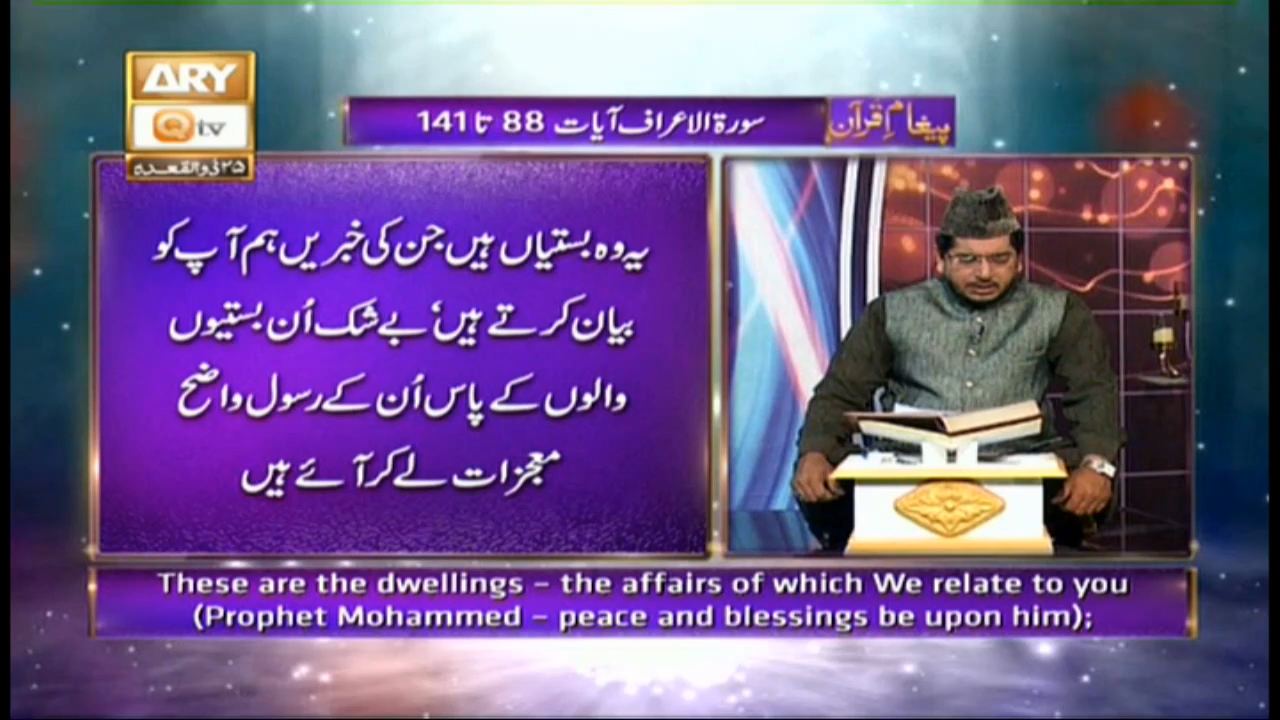 ARY
Qtv
۲۵ ذوالقعدہ
پیغامِ قرآن
سورۃ الاعراف آیات 88 تا 141
یہ وہ بستیاں ہیں جن کی خبریں ہم آپ کو
بیان کرتے ہیں‘ بے شک اُن بستیوں
والوں کے پاس اُن کے رسول واضح
معجزات لے کر آئے ہیں
These are the dwellings – the affairs of which We relate to you
(Prophet Mohammed – peace and blessings be upon him);